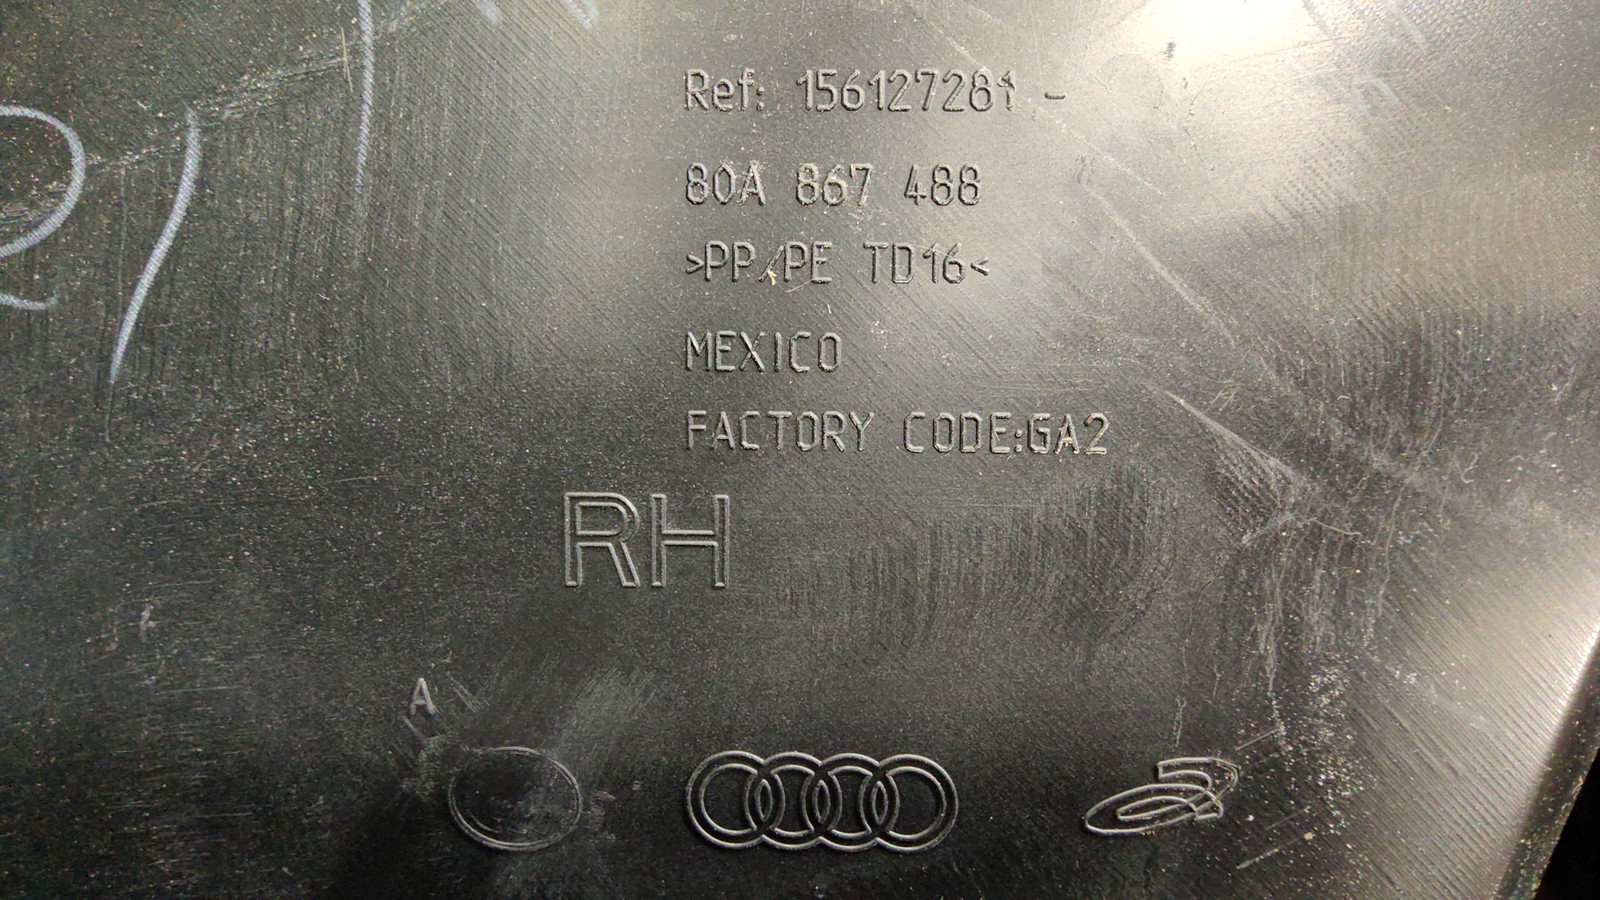 Ref: 156127281 -
80A 867 488
>PP/PE TD16<
MEXICO
FACTORY CODE:GA2
RH
A